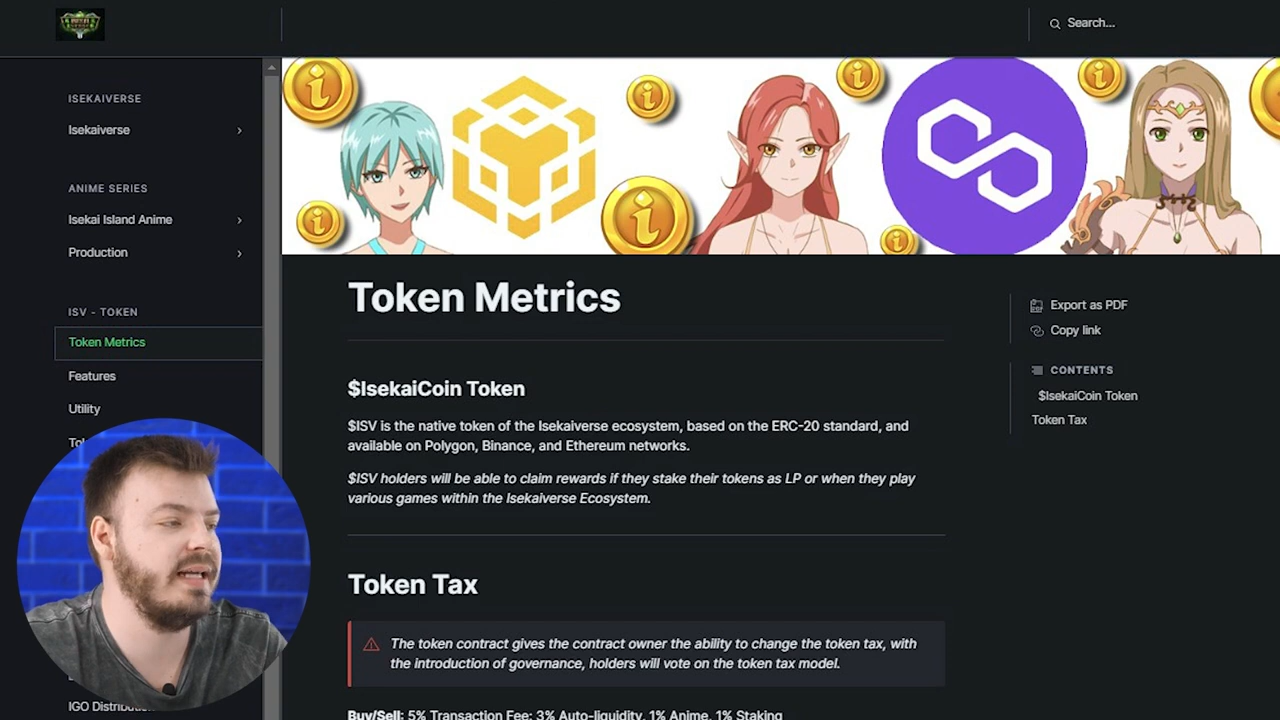 Search...
ISEKAIVERSE
Isekaiverse
ANIME SERIES
Isekai Island Anime
Production
ISV - TOKEN
Token Metrics
Features
Utility
Token Metrics
$IsekaiCoin Token
$ISV is the native token of the Isekaiverse ecosystem, based on the ERC-20 standard, and
available on Polygon, Binance, and Ethereum networks.
$ISV holders will be able to claim rewards if they stake their tokens as LP or when they play
various games within the Isekaiverse Ecosystem.
Token Tax
The token contract gives the contract owner the ability to change the token tax, with
the introduction of governance, holders will vote on the token tax model.
Buy/Sell: 5% Transaction Fee: 3% Auto-liquidity, 1% Anime, 1% Staking
Export as PDF
Copy link
CONTENTS
$IsekaiCoin Token
Token Tax
IGO